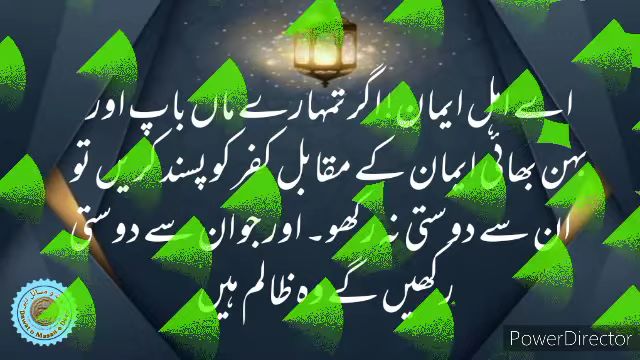 اے اہل ایمان! اگر تمہارے ماں باپ اور
بہن بھائی ایمان کے مقابل کفر کو پسند کریں تو
ان سے دوستی نہ رکھو۔ اور جو ان سے دوستی
رکھیں گے وہ ظالم ہیں
PowerDirector